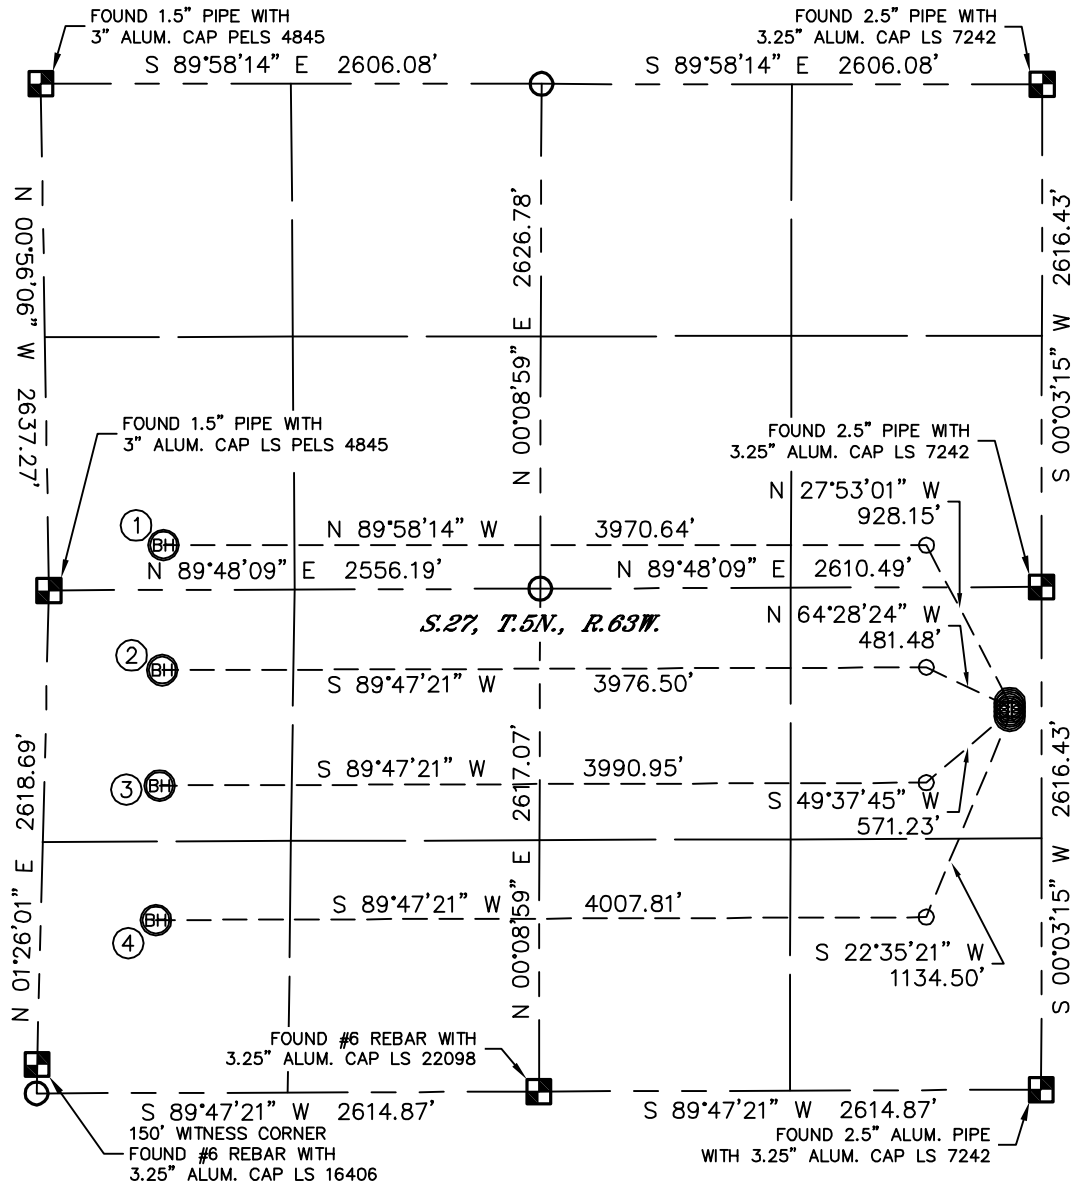 FOUND 1.5" PIPE WITH
3" ALUM. CAP PELS 4845
FOUND 2.5" PIPE WITH
3.25" ALUM. CAP LS 7242
S 89°58'14" E 2606.08'
S 89°58'14" E 2606.08'
N 00°56'06" W 2637.27'
N 00°08'59" E 2626.78'
S 00°03'15" W 2616.43'
FOUND 1.5" PIPE WITH
3" ALUM. CAP LS PELS 4845
FOUND 2.5" PIPE WITH
3.25" ALUM. CAP LS 7242
N 27°53'01" W
928.15'
1
BH
N 89°58'14" W 3970.64'
N 89°48'09" E 2556.19'
N 89°48'09" E 2610.49'
S.27, T.5N., R.63W.
N 64°28'24" W
481.48'
2
BH
S 89°47'21" W 3976.50'
3
BH
S 89°47'21" W 3990.95'
S 49°37'45" W
571.23'
N 01°26'01" E 2618.69'
N 00°08'59" E 2617.07'
S 00°03'15" W 2616.43'
4
BH
S 89°47'21" W 4007.81'
S 22°35'21" W
1134.50'
FOUND #6 REBAR WITH
3.25" ALUM. CAP LS 22098
S 89°47'21" W 2614.87'
S 89°47'21" W 2614.87'
150' WITNESS CORNER
FOUND #6 REBAR WITH
3.25" ALUM. CAP LS 16406
FOUND 2.5" ALUM. PIPE
WITH 3.25" ALUM. CAP LS 7242